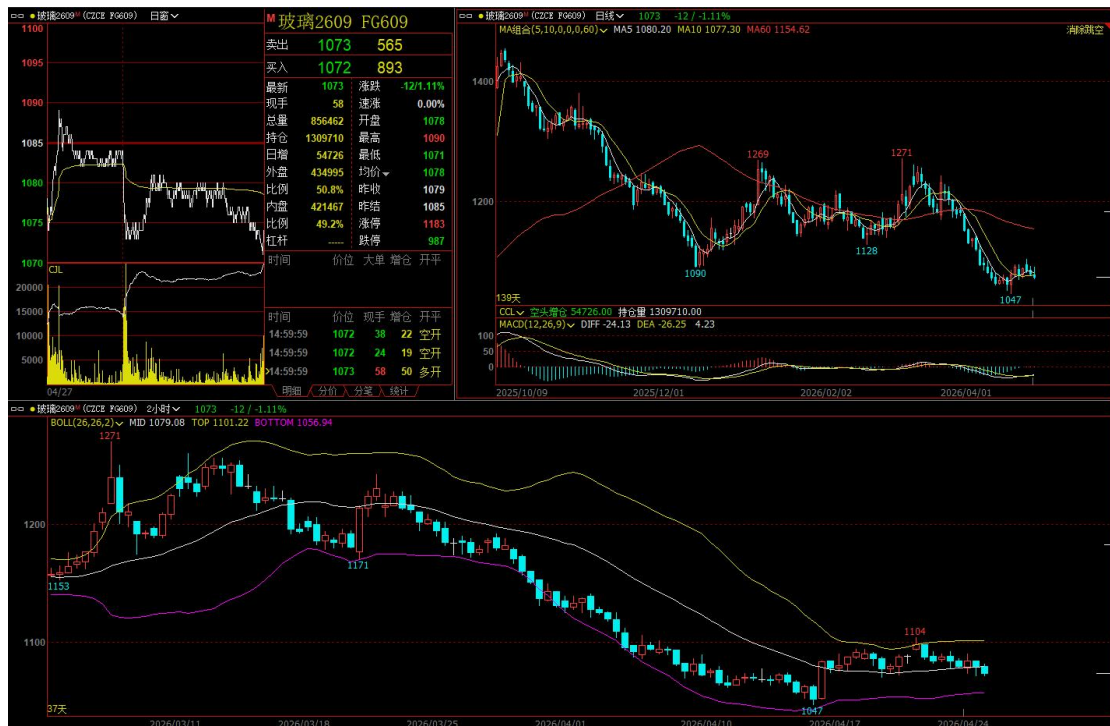 玻璃2609 M (CZCE FG609) 日窗
1100
1095
1090
1085
1080
1075
1070
CJL
20000
15000
10000
5000
04/27
M 玻璃2609 FG609
卖出 1073 565
买入 1072 893
最新 1073 涨跌 -12/1.11%
现手 58 速涨 0.00%
总量 856462 开盘 1078
持仓 1309710 最高 1090
日增 54726 最低 1071
外盘 434995 均价 1078
比例 50.8% 昨收 1079
内盘 421467 昨结 1085
比例 49.2% 涨停 1183
杠杆 ----- 跌停 987
时间 价位 大单 增仓 开平
时间 价位 现手 增仓 开平
14:59:59 1072 38 22 空开
14:59:59 1072 24 19 空开
14:59:59 1073 58 50 多开
明细 分价 分笔 统计
玻璃2609 M (CZCE FG609) 日线 1073 -12 / -1.11%
MA组合(5,10,0,0,0,60) MA5 1080.20 MA10 1077.30 MA60 1154.62 消除跳空
1400
1200
1269
1271
1128
1090
1047
139天
CCL 空头增仓 54726.00 持仓量 1309710.00
MACD(12,26,9) DIFF -24.13 DEA -26.25 4.23
100
50
0
2025/10/09 2025/12/01 2026/02/02 2026/04/01
玻璃2609 M (CZCE FG609) 2小时 1073 -12 / -1.11%
BOLL(26,26,2) MID 1079.08 TOP 1101.22 BOTTOM 1056.94
1271
1200
1171
1153
1104
1100
1047
37天
2026/03/11 2026/03/18 2026/03/25 2026/04/01 2026/04/10 2026/04/17 2026/04/24